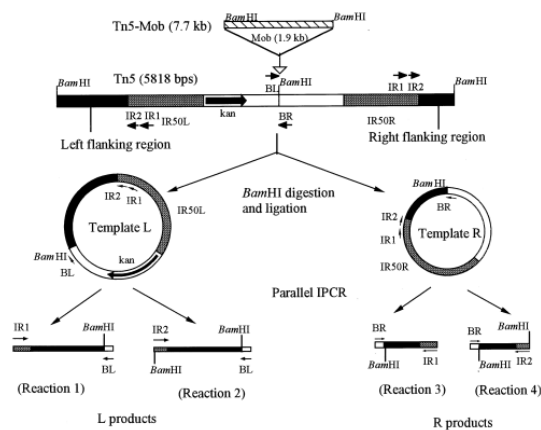 BamHI BamHI
Tn5-Mob (7.7 kb)
Mob (1.9 kb)
BamHI Tn5 (5818 bps) BL BamHI IR1 IR2 BamHI
IR2 IR1 IR50L kan BR IR50R
Left flanking region Right flanking region
BamHI digestion
and ligation
IR2 IR1
Template L
IR50L
BamHI
BL
kan
BamHI
BR
IR2
IR1
Template R
IR50R
Parallel IPCR
IR1 BamHI
BL
(Reaction 1)
IR2 BamHI
BamHI BL
(Reaction 2)
BR
BamHI IR1
(Reaction 3)
BR
BamHI IR2
(Reaction 4)
L products R products